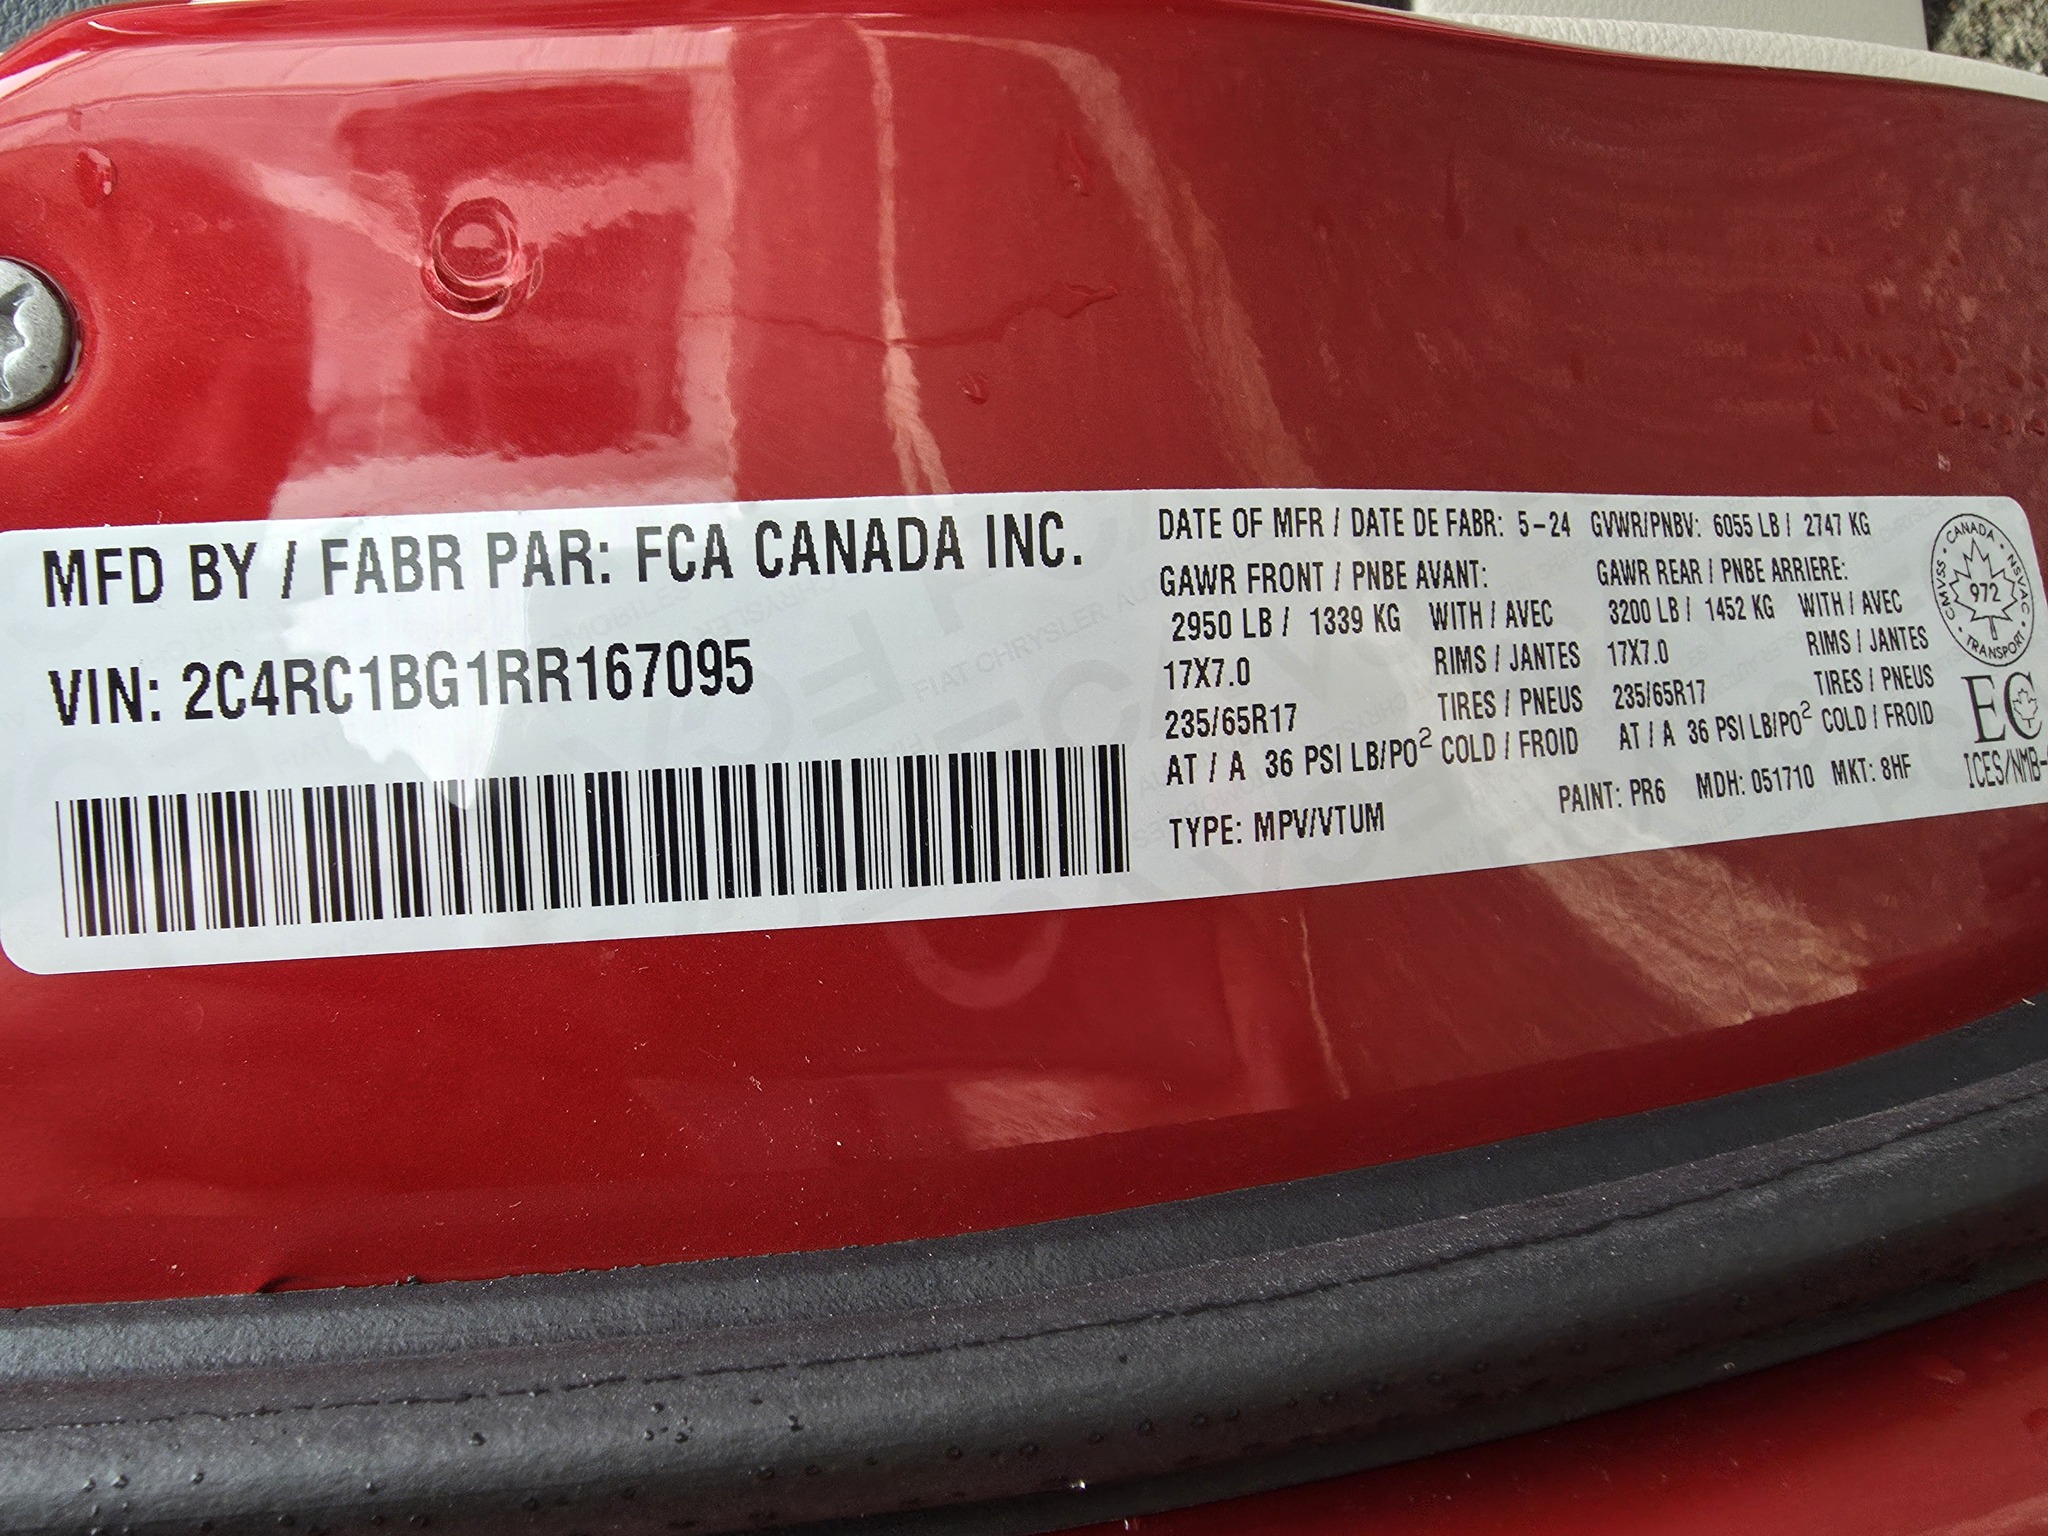 MFD BY / FABR PAR: FCA CANADA INC.
VIN: 2C4RC1BG1RR167095
DATE OF MFR / DATE DE FABR: 5-24 GVWR/PNBV: 6055 LB / 2747 KG
GAWR FRONT / PNBE AVANT: GAWR REAR / PNBE ARRIERE:
2950 LB / 1339 KG WITH / AVEC 3200 LB / 1452 KG WITH / AVEC
17X7.0 RIMS / JANTES 17X7.0 RIMS / JANTES
235/65R17 TIRES / PNEUS 235/65R17 TIRES / PNEUS
AT / A 36 PSI LB/PO² COLD / FROID AT / A 36 PSI LB/PO² COLD / FROID
TYPE: MPV/VTUM PAINT: PR6 MDH: 051710 MKT: 8HF
CANADA · NSVAC · TRANSPORT · CMVSS
972
EC
ICES/NMB-
FIAT CHRYSLER